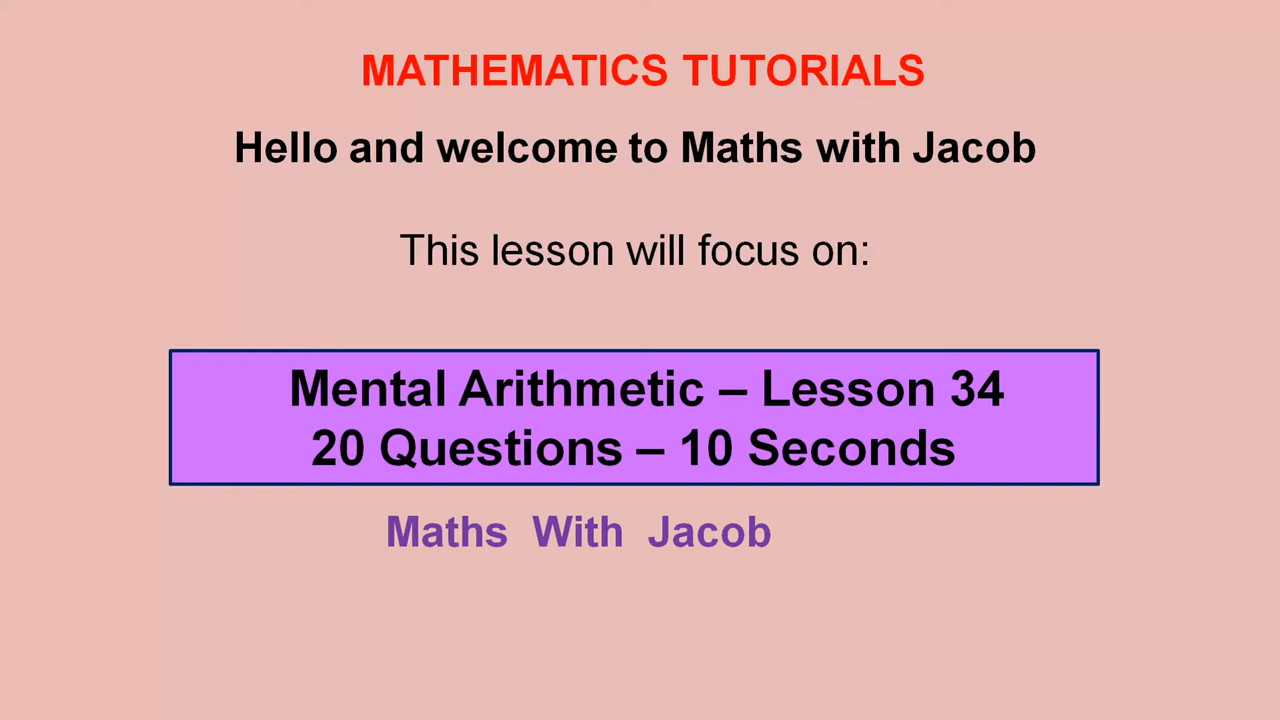 MATHEMATICS TUTORIALS
Hello and welcome to Maths with Jacob
This lesson will focus on:
Mental Arithmetic – Lesson 34
20 Questions – 10 Seconds
Maths With Jacob